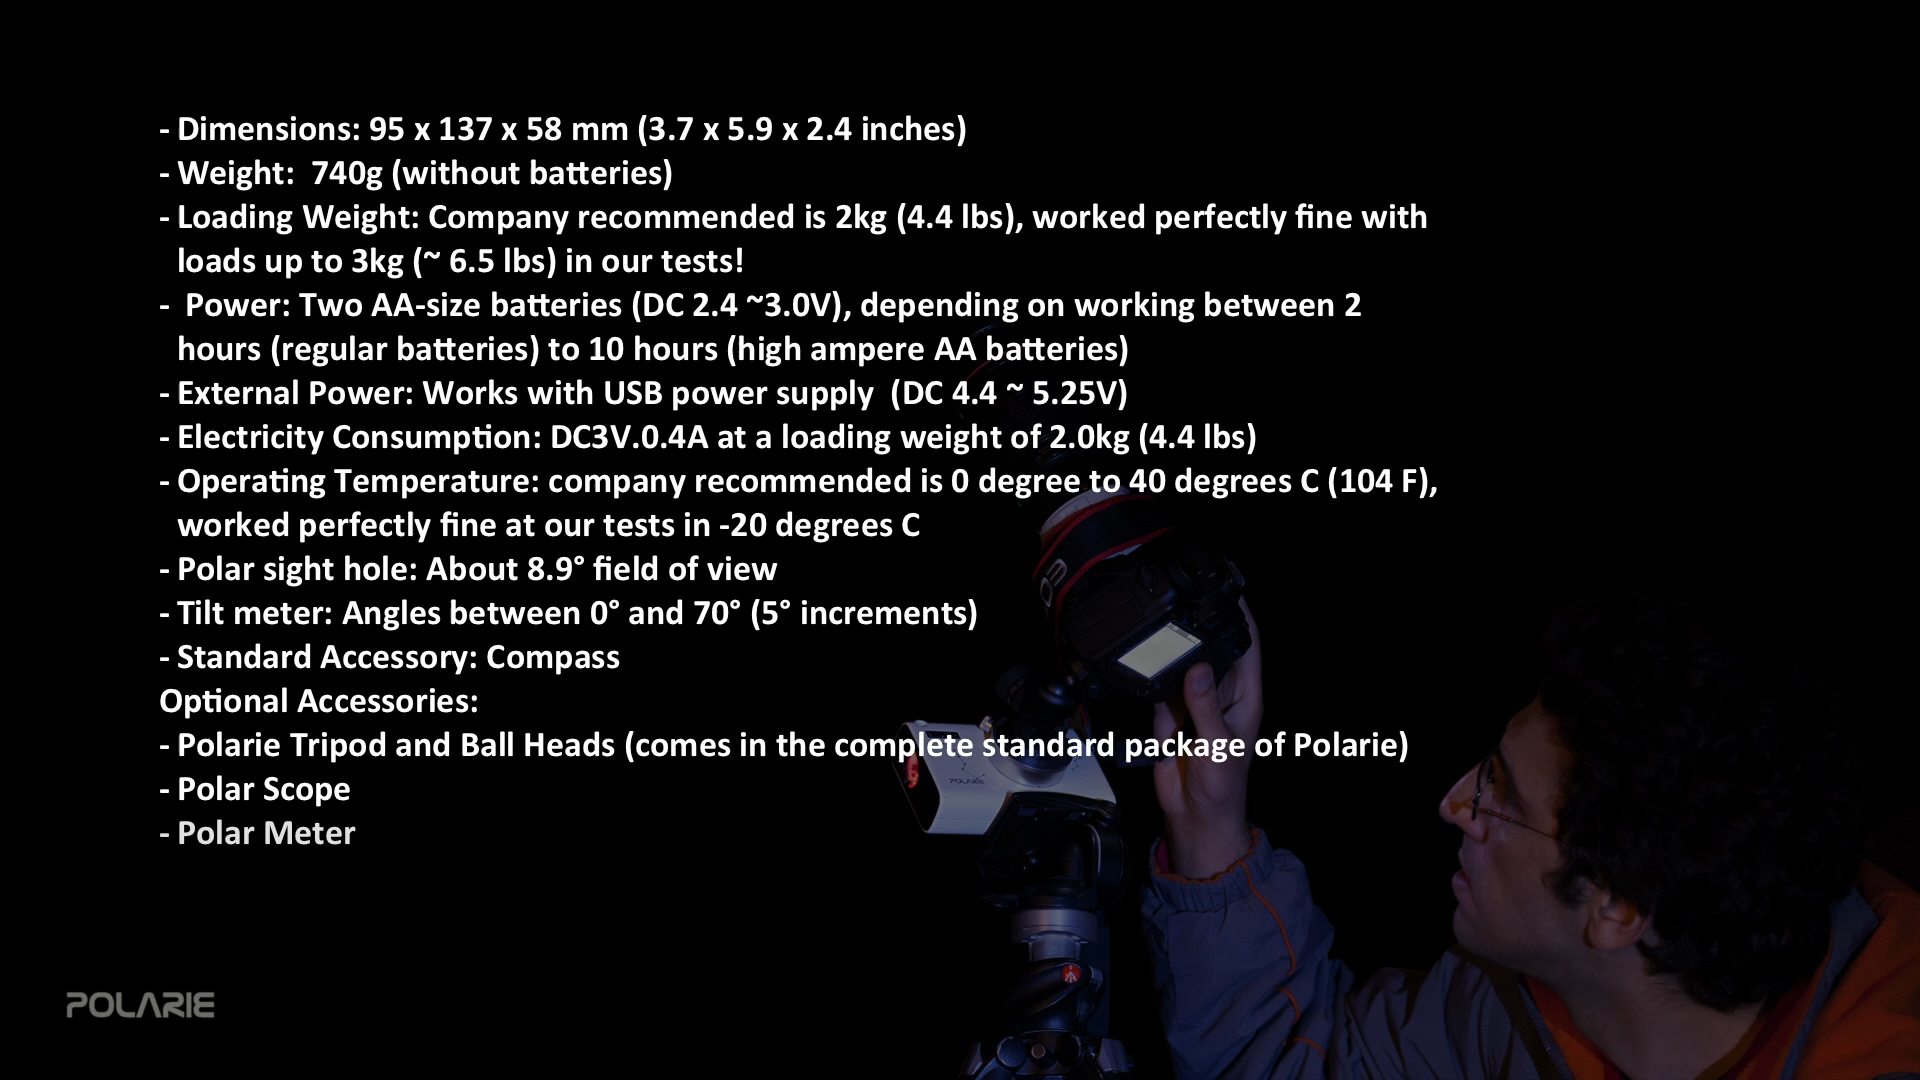 - Dimensions: 95 x 137 x 58 mm (3.7 x 5.9 x 2.4 inches)
- Weight:  740g (without batteries)
- Loading Weight: Company recommended is 2kg (4.4 lbs), worked perfectly fine with
loads up to 3kg (~ 6.5 lbs) in our tests!
-  Power: Two AA-size batteries (DC 2.4 ~3.0V), depending on working between 2
hours (regular batteries) to 10 hours (high ampere AA batteries)
- External Power: Works with USB power supply  (DC 4.4 ~ 5.25V)
- Electricity Consumption: DC3V.0.4A at a loading weight of 2.0kg (4.4 lbs)
- Operating Temperature: company recommended is 0 degree to 40 degrees C (104 F),
worked perfectly fine at our tests in -20 degrees C
- Polar sight hole: About 8.9° field of view
- Tilt meter: Angles between 0° and 70° (5° increments)
- Standard Accessory: Compass
Optional Accessories:
- Polarie Tripod and Ball Heads (comes in the complete standard package of Polarie)
- Polar Scope
- Polar Meter
POLARIE
POLARIE